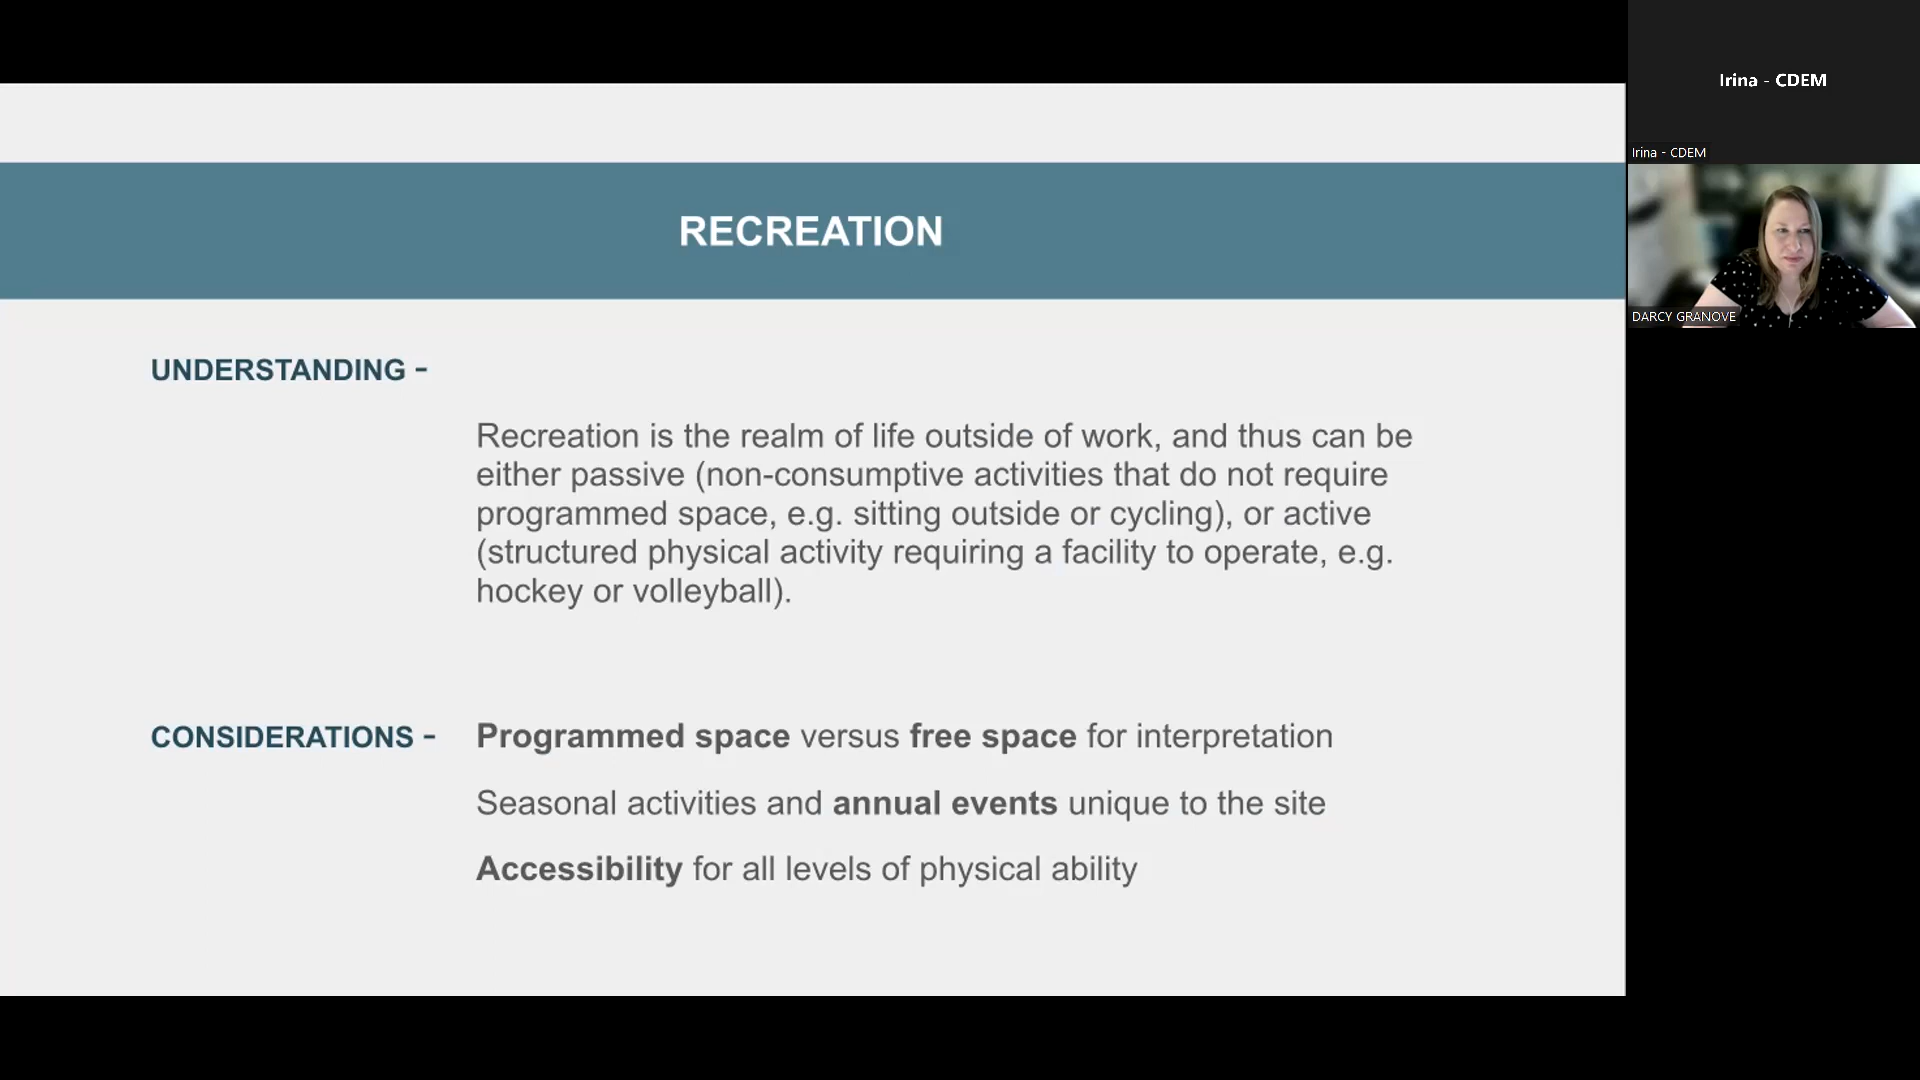 RECREATION
UNDERSTANDING -
Recreation is the realm of life outside of work, and thus can be
either passive (non-consumptive activities that do not require
programmed space, e.g. sitting outside or cycling), or active
(structured physical activity requiring a facility to operate, e.g.
hockey or volleyball).
CONSIDERATIONS - Programmed space versus free space for interpretation
Seasonal activities and annual events unique to the site
Accessibility for all levels of physical ability
Irina - CDEM
Irina - CDEM
DARCY GRANOVE